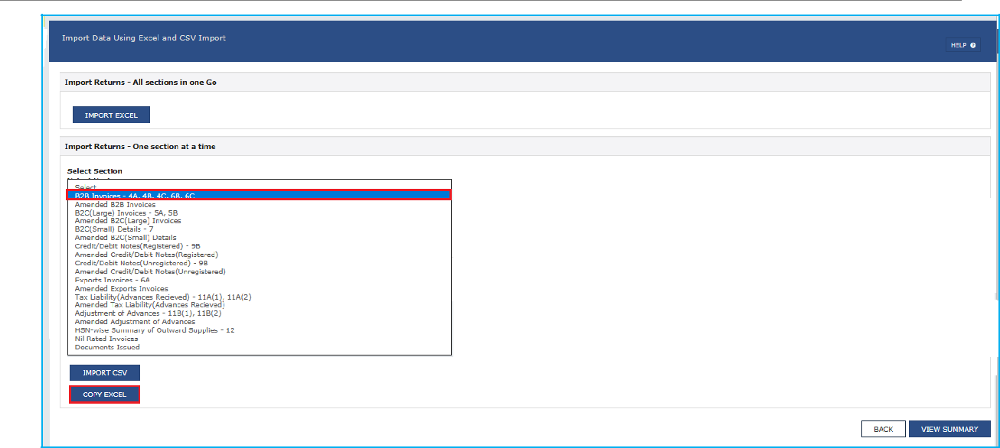 Import Data Using Excel and CSV Import
HELP
Import Returns - All sections in one Go
IMPORT EXCEL
Import Returns - One section at a time
Select Section
Select
B2B Invoices - 4A, 4B, 4C, 6B, 6C
Amended B2B Invoices
B2C(Large) Invoices - 5A, 5B
Amended B2C(Large) Invoices
B2C(Small) Details - 7
Amended B2C(Small) Details
Credit/Debit Notes(Registered) - 9B
Amended Credit/Debit Notes(Registered)
Credit/Debit Notes(Unregistered) - 9B
Amended Credit/Debit Notes(Unregistered)
Exports Invoices - 6A
Amended Exports Invoices
Tax Liability(Advances Recieved) - 11A(1), 11A(2)
Amended Tax Liability(Advances Recieved)
Adjustment of Advances - 11B(1), 11B(2)
Amended Adjustment of Advances
HSN-wise Summary of Outward Supplies - 12
Nil Rated Invoices
Documents Issued
IMPORT CSV
COPY EXCEL
BACK
VIEW SUMMARY